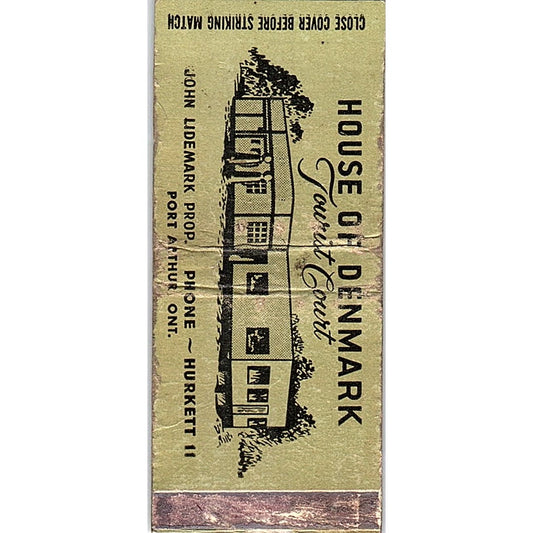 CLOSE COVER BEFORE STRIKING MATCH
HOUSE OF DENMARK
Tourist Court
JOHN LIDEMARK PROP. PHONE ~ HURKETT 11
PORT ARTHUR, ONT.